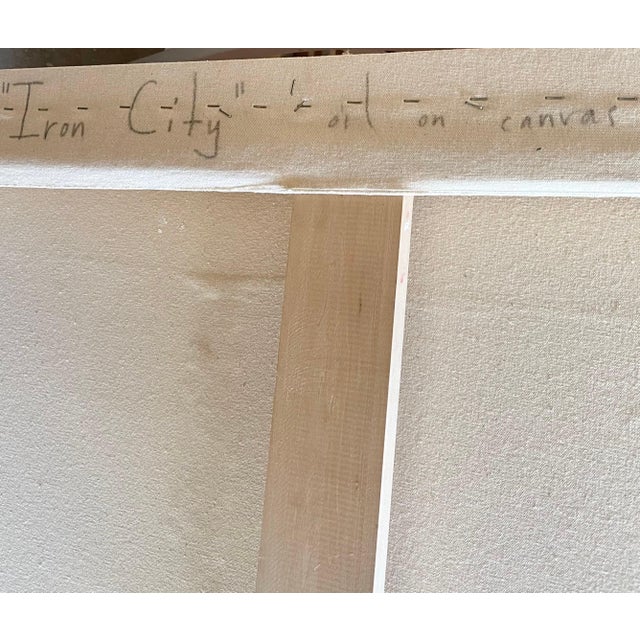 "Iron City" oil on canvas